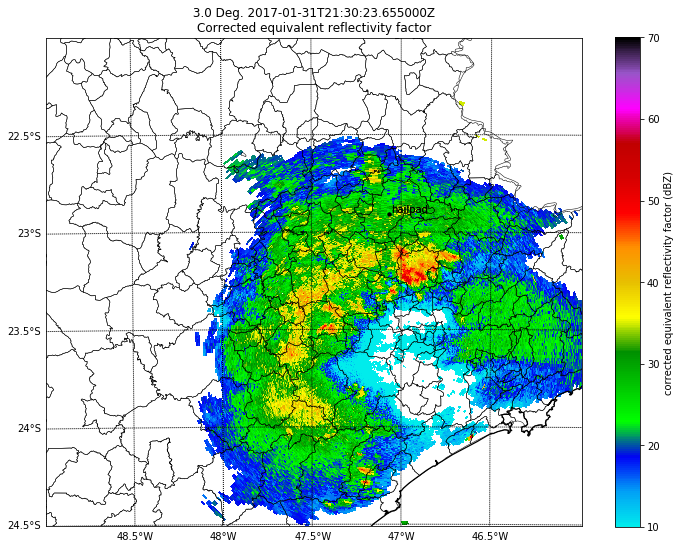 3.0 Deg. 2017-01-31T21:30:23.655000Z
Corrected equivalent reflectivity factor
22.5°S
23°S
23.5°S
24°S
24.5°S
48.5°W
48°W
47.5°W
47°W
46.5°W
hailpad
70
60
50
40
30
20
10
corrected equivalent reflectivity factor (dBZ)